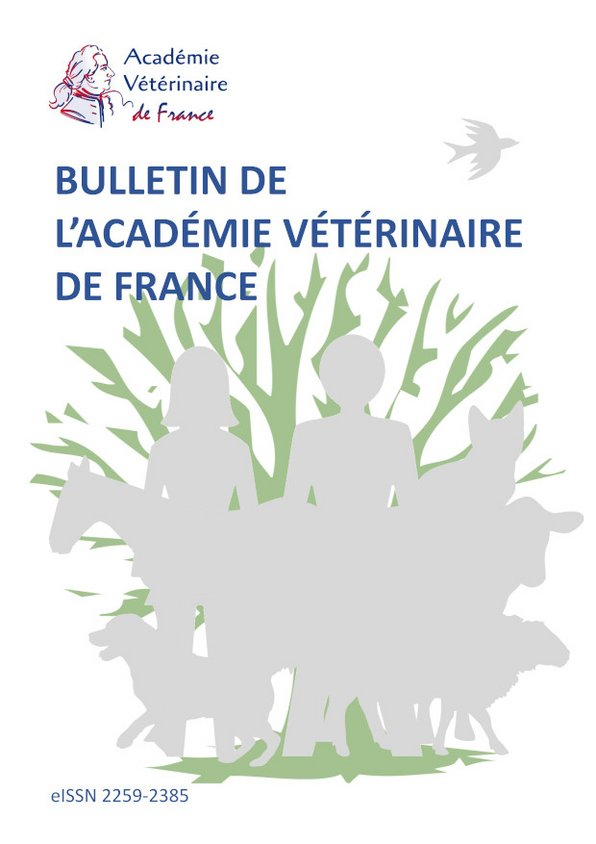 Académie
Vétérinaire
de France
BULLETIN DE
L’ACADÉMIE VÉTÉRINAIRE
DE FRANCE
eISSN 2259-2385